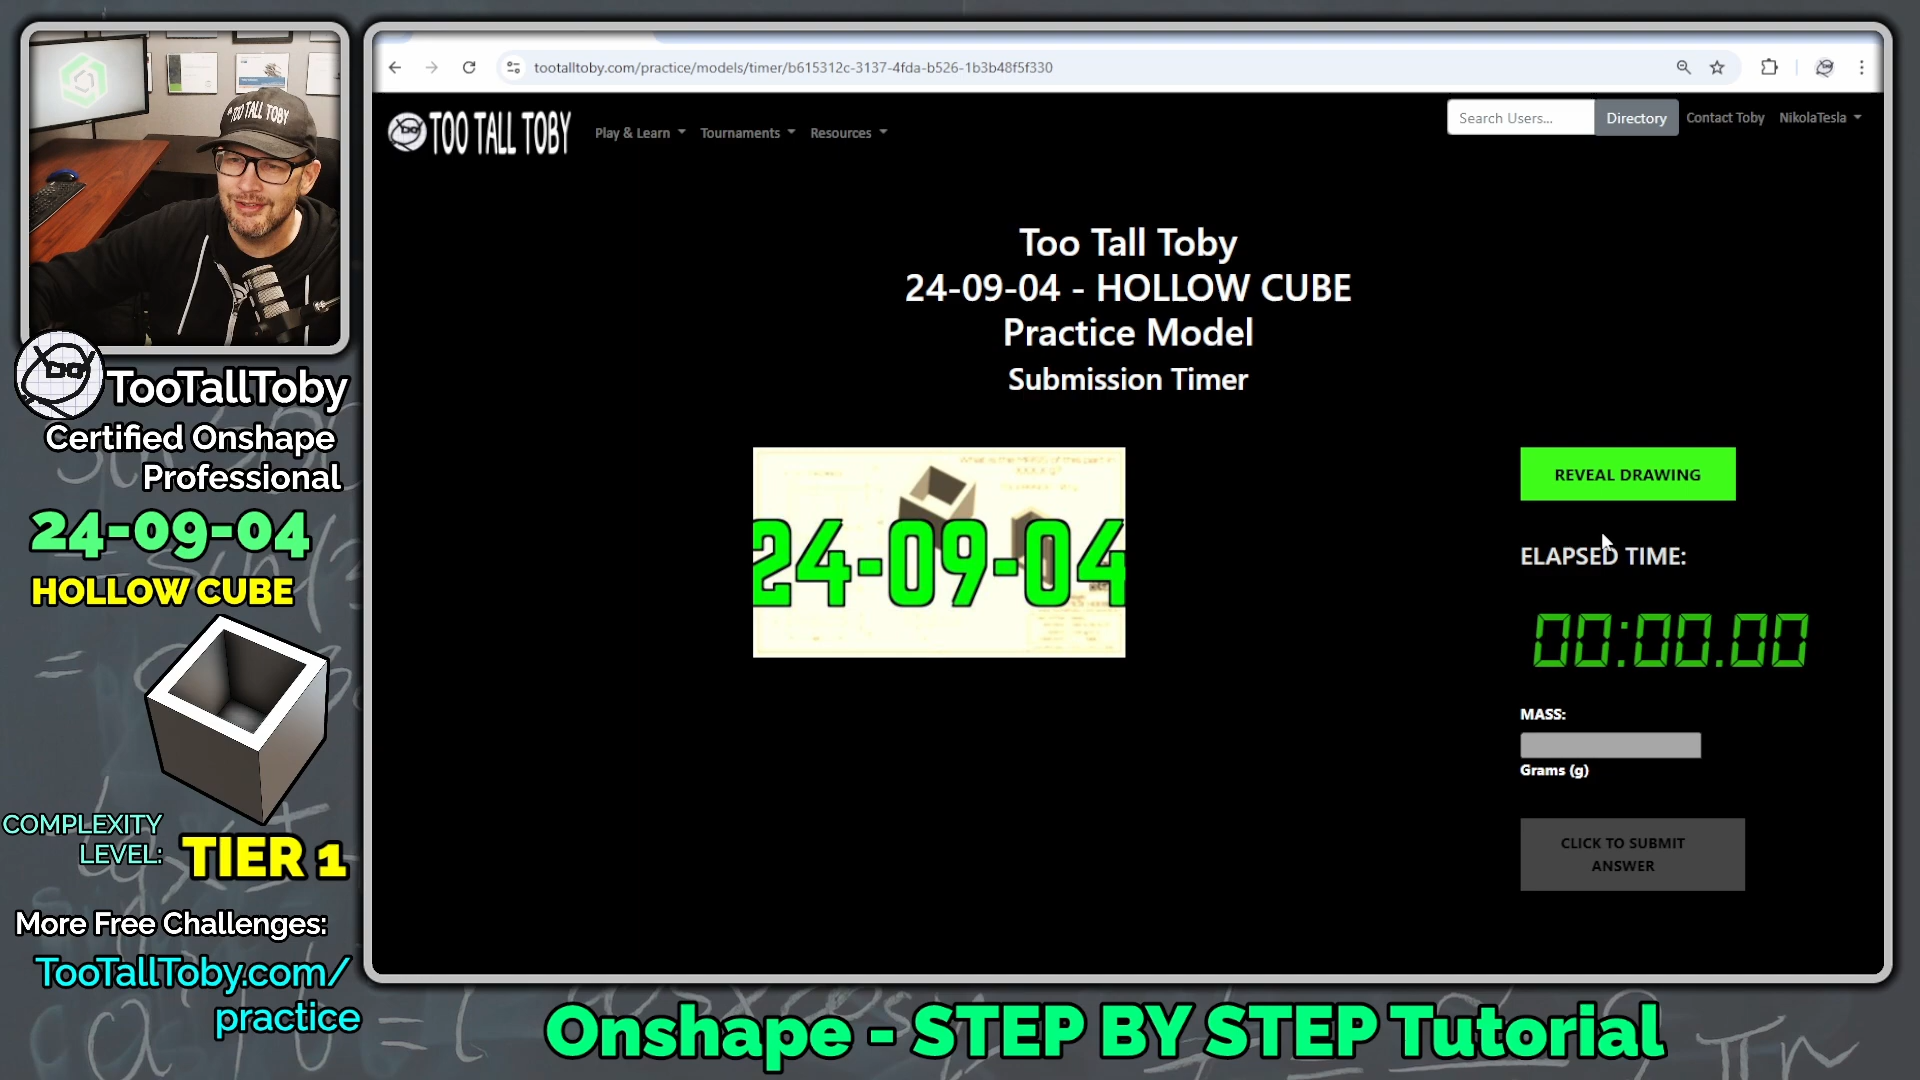 TOO TALL TOBY
TooTallToby
Certified Onshape
Professional
24-09-04
HOLLOW CUBE
COMPLEXITY
LEVEL:
TIER 1
More Free Challenges:
TooTallToby.com/
practice
tootalltoby.com/practice/models/timer/b615312c-3137-4fda-b526-1b3b48f5f330
TOO TALL TOBY
Play & Learn
Tournaments
Resources
Search Users...
Directory
Contact Toby
NikolaTesla
Too Tall Toby
24-09-04 - HOLLOW CUBE
Practice Model
Submission Timer
24-09-04
REVEAL DRAWING
ELAPSED TIME:
00:00.00
MASS:
Grams (g)
CLICK TO SUBMIT
ANSWER
Onshape - STEP BY STEP Tutorial